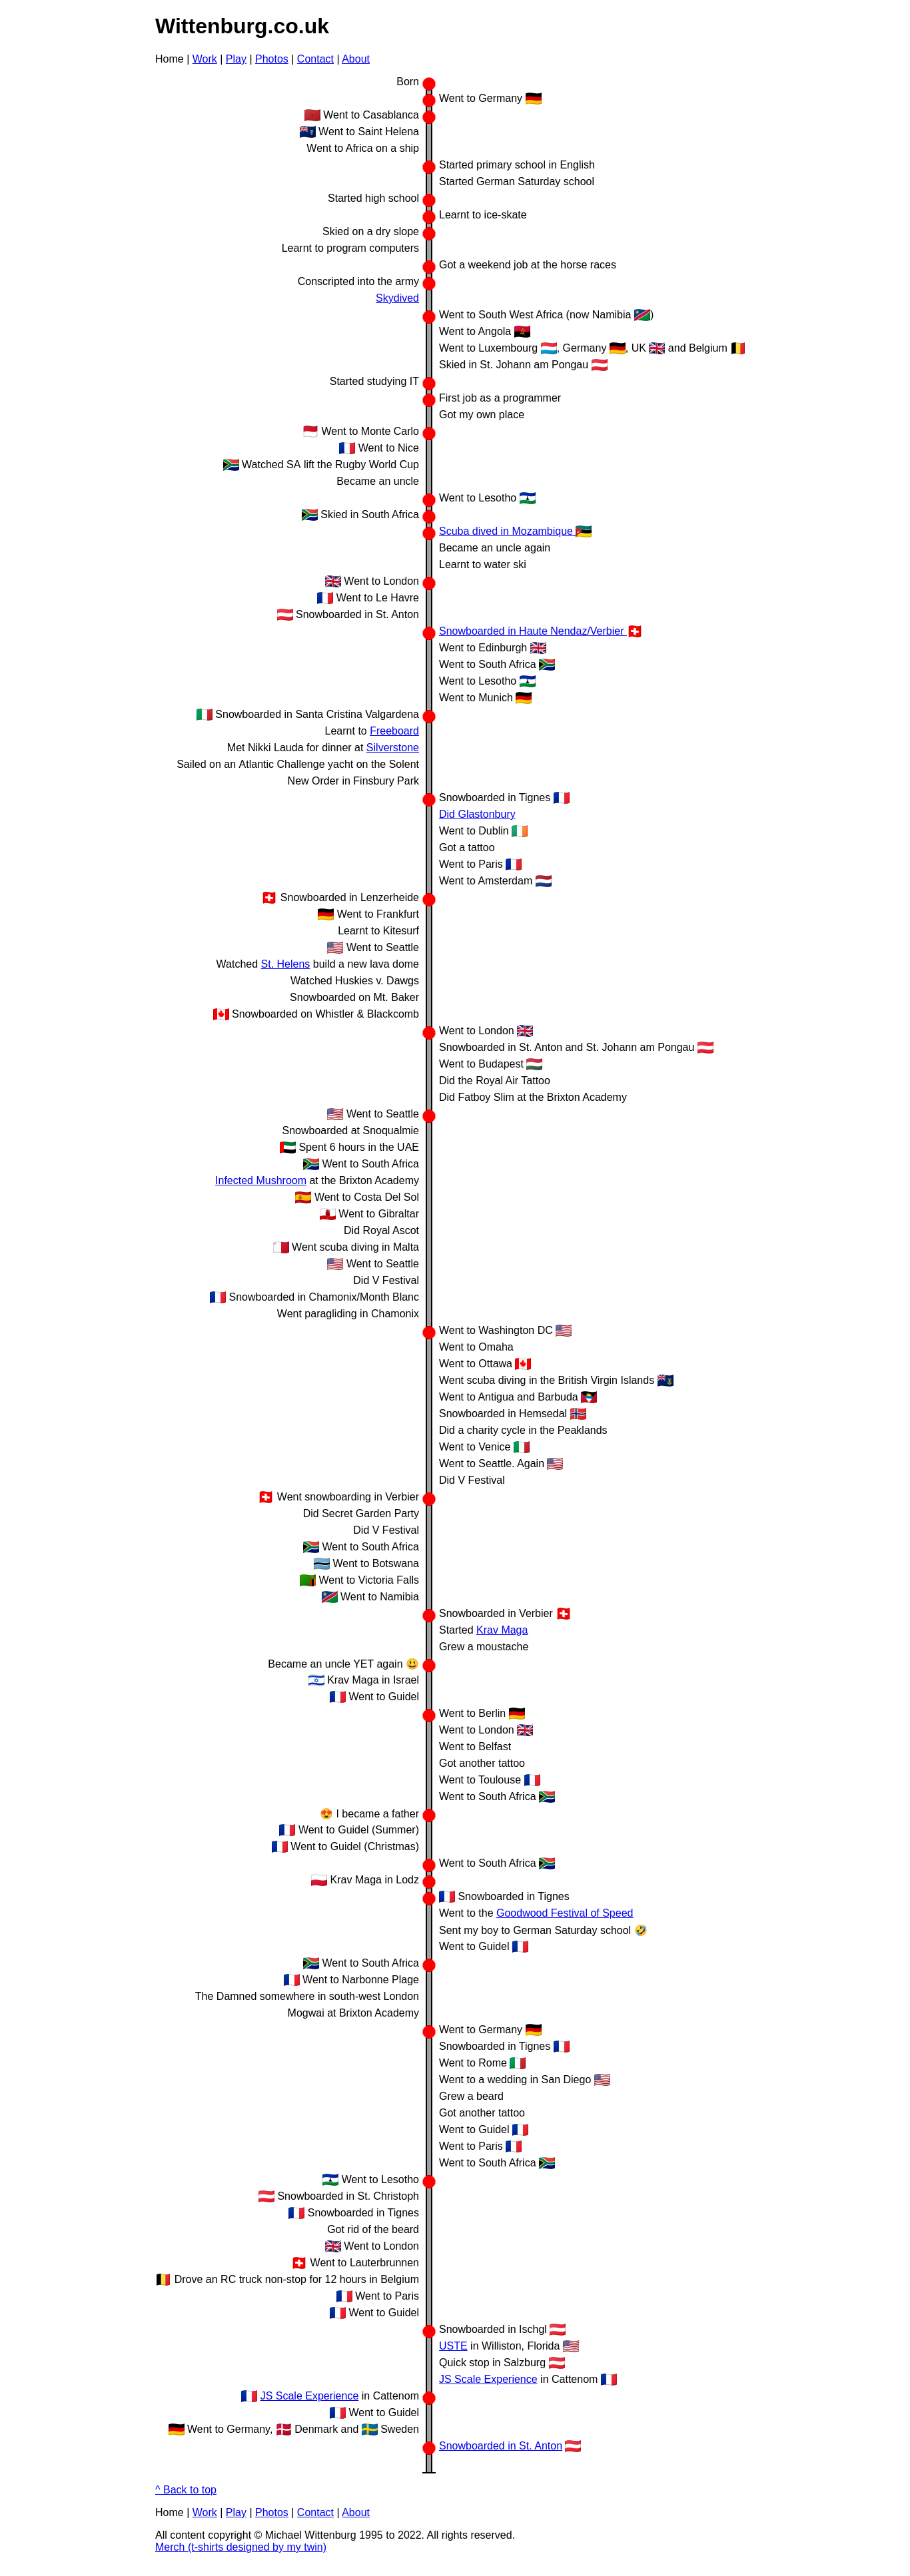 Wittenburg.co.uk
Home | Work | Play | Photos | Contact | About
Born
Went to Germany 🇩🇪
🇲🇦 Went to Casablanca
🇸🇭 Went to Saint Helena
Went to Africa on a ship
Started primary school in English
Started German Saturday school
Started high school
Learnt to ice-skate
Skied on a dry slope
Learnt to program computers
Got a weekend job at the horse races
Conscripted into the army
Skydived
Went to South West Africa (now Namibia 🇳🇦)
Went to Angola 🇦🇴
Went to Luxembourg 🇱🇺, Germany 🇩🇪, UK 🇬🇧 and Belgium 🇧🇪
Skied in St. Johann am Pongau 🇦🇹
Started studying IT
First job as a programmer
Got my own place
🇲🇨 Went to Monte Carlo
🇫🇷 Went to Nice
🇿🇦 Watched SA lift the Rugby World Cup
Became an uncle
Went to Lesotho 🇱🇸
🇿🇦 Skied in South Africa
Scuba dived in Mozambique 🇲🇿
Became an uncle again
Learnt to water ski
🇬🇧 Went to London
🇫🇷 Went to Le Havre
🇦🇹 Snowboarded in St. Anton
Snowboarded in Haute Nendaz/Verbier 🇨🇭
Went to Edinburgh 🇬🇧
Went to South Africa 🇿🇦
Went to Lesotho 🇱🇸
Went to Munich 🇩🇪
🇮🇹 Snowboarded in Santa Cristina Valgardena
Learnt to Freeboard
Met Nikki Lauda for dinner at Silverstone
Sailed on an Atlantic Challenge yacht on the Solent
New Order in Finsbury Park
Snowboarded in Tignes 🇫🇷
Did Glastonbury
Went to Dublin 🇮🇪
Got a tattoo
Went to Paris 🇫🇷
Went to Amsterdam 🇳🇱
🇨🇭 Snowboarded in Lenzerheide
🇩🇪 Went to Frankfurt
Learnt to Kitesurf
🇺🇸 Went to Seattle
Watched St. Helens build a new lava dome
Watched Huskies v. Dawgs
Snowboarded on Mt. Baker
🇨🇦 Snowboarded on Whistler & Blackcomb
Went to London 🇬🇧
Snowboarded in St. Anton and St. Johann am Pongau 🇦🇹
Went to Budapest 🇭🇺
Did the Royal Air Tattoo
Did Fatboy Slim at the Brixton Academy
🇺🇸 Went to Seattle
Snowboarded at Snoqualmie
🇦🇪 Spent 6 hours in the UAE
🇿🇦 Went to South Africa
Infected Mushroom at the Brixton Academy
🇪🇸 Went to Costa Del Sol
🇬🇮 Went to Gibraltar
Did Royal Ascot
🇲🇹 Went scuba diving in Malta
🇺🇸 Went to Seattle
Did V Festival
🇫🇷 Snowboarded in Chamonix/Month Blanc
Went paragliding in Chamonix
Went to Washington DC 🇺🇸
Went to Omaha
Went to Ottawa 🇨🇦
Went scuba diving in the British Virgin Islands 🇻🇬
Went to Antigua and Barbuda 🇦🇬
Snowboarded in Hemsedal 🇳🇴
Did a charity cycle in the Peaklands
Went to Venice 🇮🇹
Went to Seattle. Again 🇺🇸
Did V Festival
🇨🇭 Went snowboarding in Verbier
Did Secret Garden Party
Did V Festival
🇿🇦 Went to South Africa
🇧🇼 Went to Botswana
🇿🇲 Went to Victoria Falls
🇳🇦 Went to Namibia
Snowboarded in Verbier 🇨🇭
Started Krav Maga
Grew a moustache
Became an uncle YET again 😃
🇮🇱 Krav Maga in Israel
🇫🇷 Went to Guidel
Went to Berlin 🇩🇪
Went to London 🇬🇧
Went to Belfast
Got another tattoo
Went to Toulouse 🇫🇷
Went to South Africa 🇿🇦
😍 I became a father
🇫🇷 Went to Guidel (Summer)
🇫🇷 Went to Guidel (Christmas)
Went to South Africa 🇿🇦
🇵🇱 Krav Maga in Lodz
🇫🇷 Snowboarded in Tignes
Went to the Goodwood Festival of Speed
Sent my boy to German Saturday school 🤣
Went to Guidel 🇫🇷
🇿🇦 Went to South Africa
🇫🇷 Went to Narbonne Plage
The Damned somewhere in south-west London
Mogwai at Brixton Academy
Went to Germany 🇩🇪
Snowboarded in Tignes 🇫🇷
Went to Rome 🇮🇹
Went to a wedding in San Diego 🇺🇸
Grew a beard
Got another tattoo
Went to Guidel 🇫🇷
Went to Paris 🇫🇷
Went to South Africa 🇿🇦
🇱🇸 Went to Lesotho
🇦🇹 Snowboarded in St. Christoph
🇫🇷 Snowboarded in Tignes
Got rid of the beard
🇬🇧 Went to London
🇨🇭 Went to Lauterbrunnen
🇧🇪 Drove an RC truck non-stop for 12 hours in Belgium
🇫🇷 Went to Paris
🇫🇷 Went to Guidel
Snowboarded in Ischgl 🇦🇹
USTE in Williston, Florida 🇺🇸
Quick stop in Salzburg 🇦🇹
JS Scale Experience in Cattenom 🇫🇷
🇫🇷 JS Scale Experience in Cattenom
🇫🇷 Went to Guidel
🇩🇪 Went to Germany, 🇩🇰 Denmark and 🇸🇪 Sweden
Snowboarded in St. Anton 🇦🇹
^ Back to top
Home | Work | Play | Photos | Contact | About
All content copyright © Michael Wittenburg 1995 to 2022. All rights reserved.
Merch (t-shirts designed by my twin)